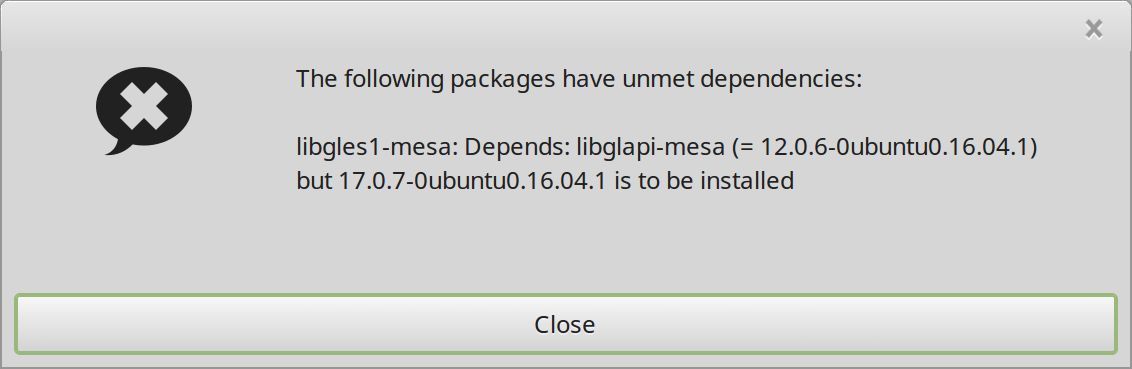 The following packages have unmet dependencies:
libgles1-mesa: Depends: libglapi-mesa (= 12.0.6-0ubuntu0.16.04.1)
but 17.0.7-0ubuntu0.16.04.1 is to be installed
Close